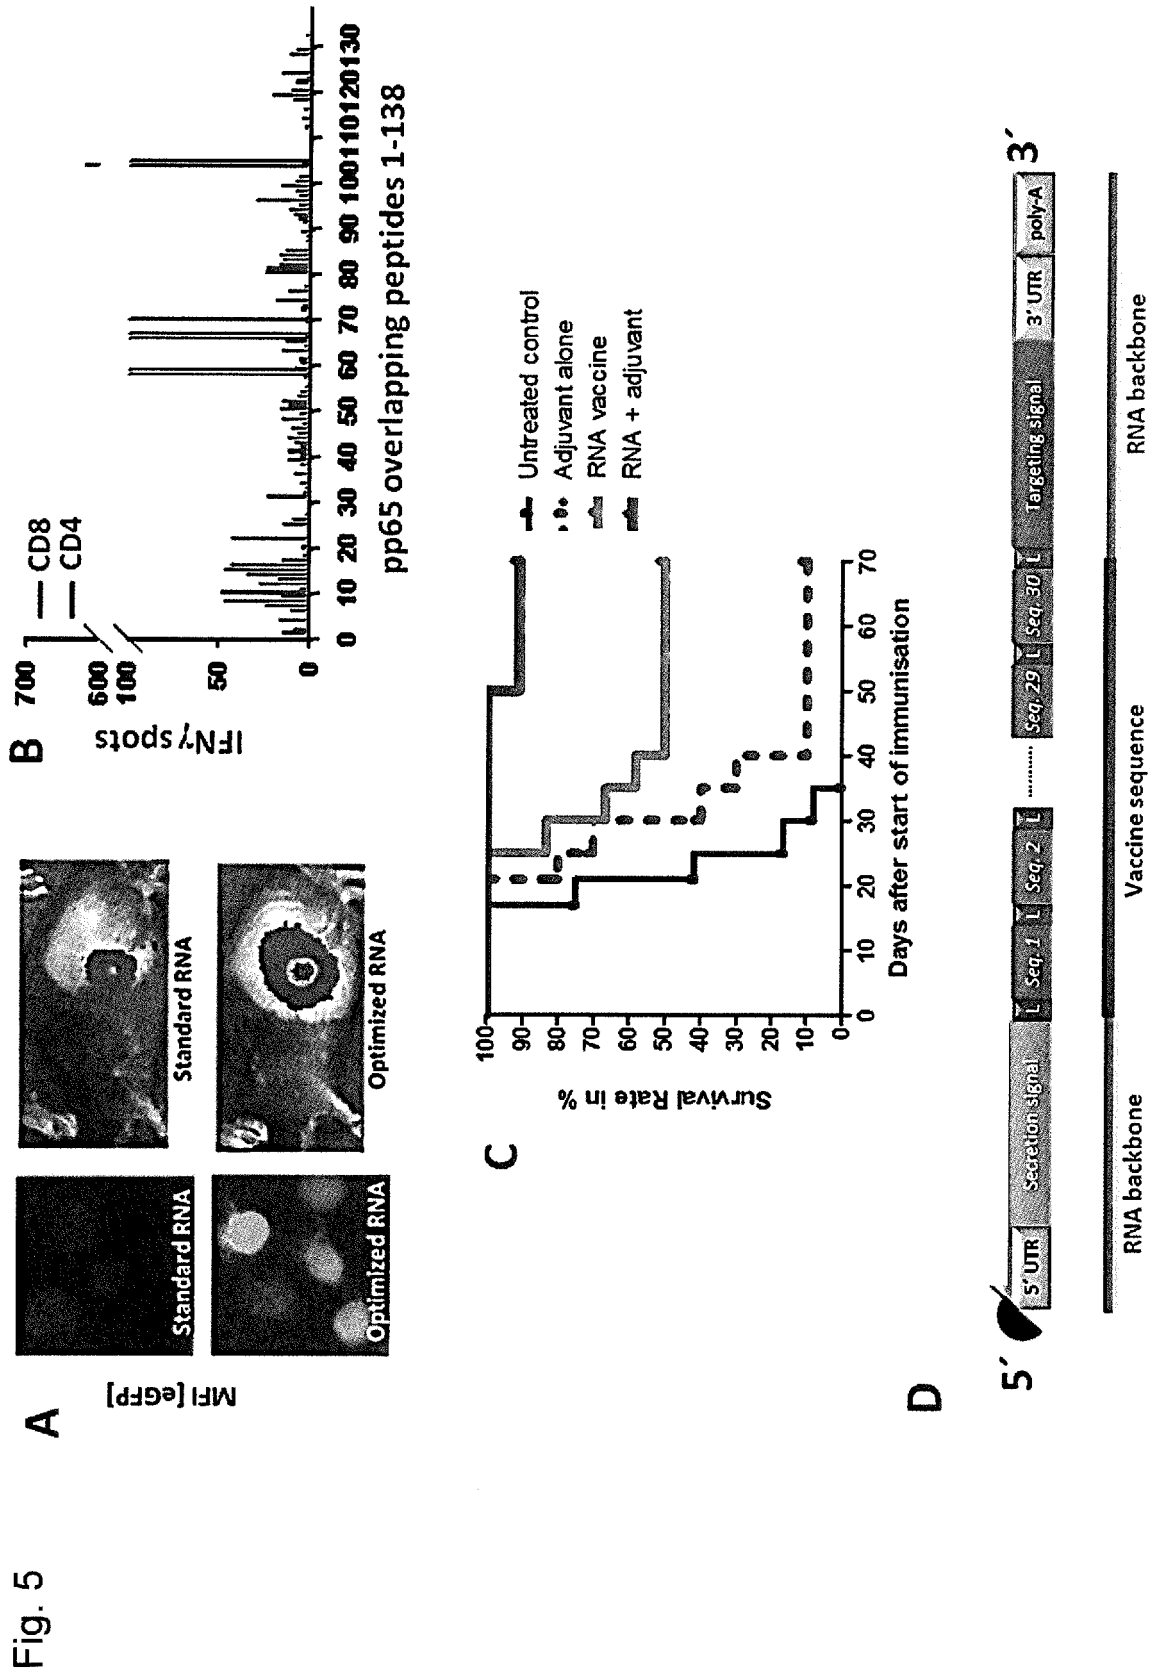 Fig. 5
A
MFI [eGFP]
Standard RNA
Standard RNA
Optimized RNA
Optimized RNA
B
IFNγ spots
700
600
100
50
0
CD8
CD4
0 10 20 30 40 50 60 70 80 90 100 110 120 130
pp65 overlapping peptides 1-138
C
Survival Rate in %
100
90
80
70
60
50
40
30
20
10
0
0 10 20 30 40 50 60 70
Days after start of immunisation
Untreated control
Adjuvant alone
RNA vaccine
RNA + adjuvant
D
5´ 5´ UTR Secretion signal L Seq. 1 L Seq. 2 L Seq. 29 L Seq. 30 L Targeting signal 3´ UTR poly-A 3´
RNA backbone Vaccine sequence RNA backbone